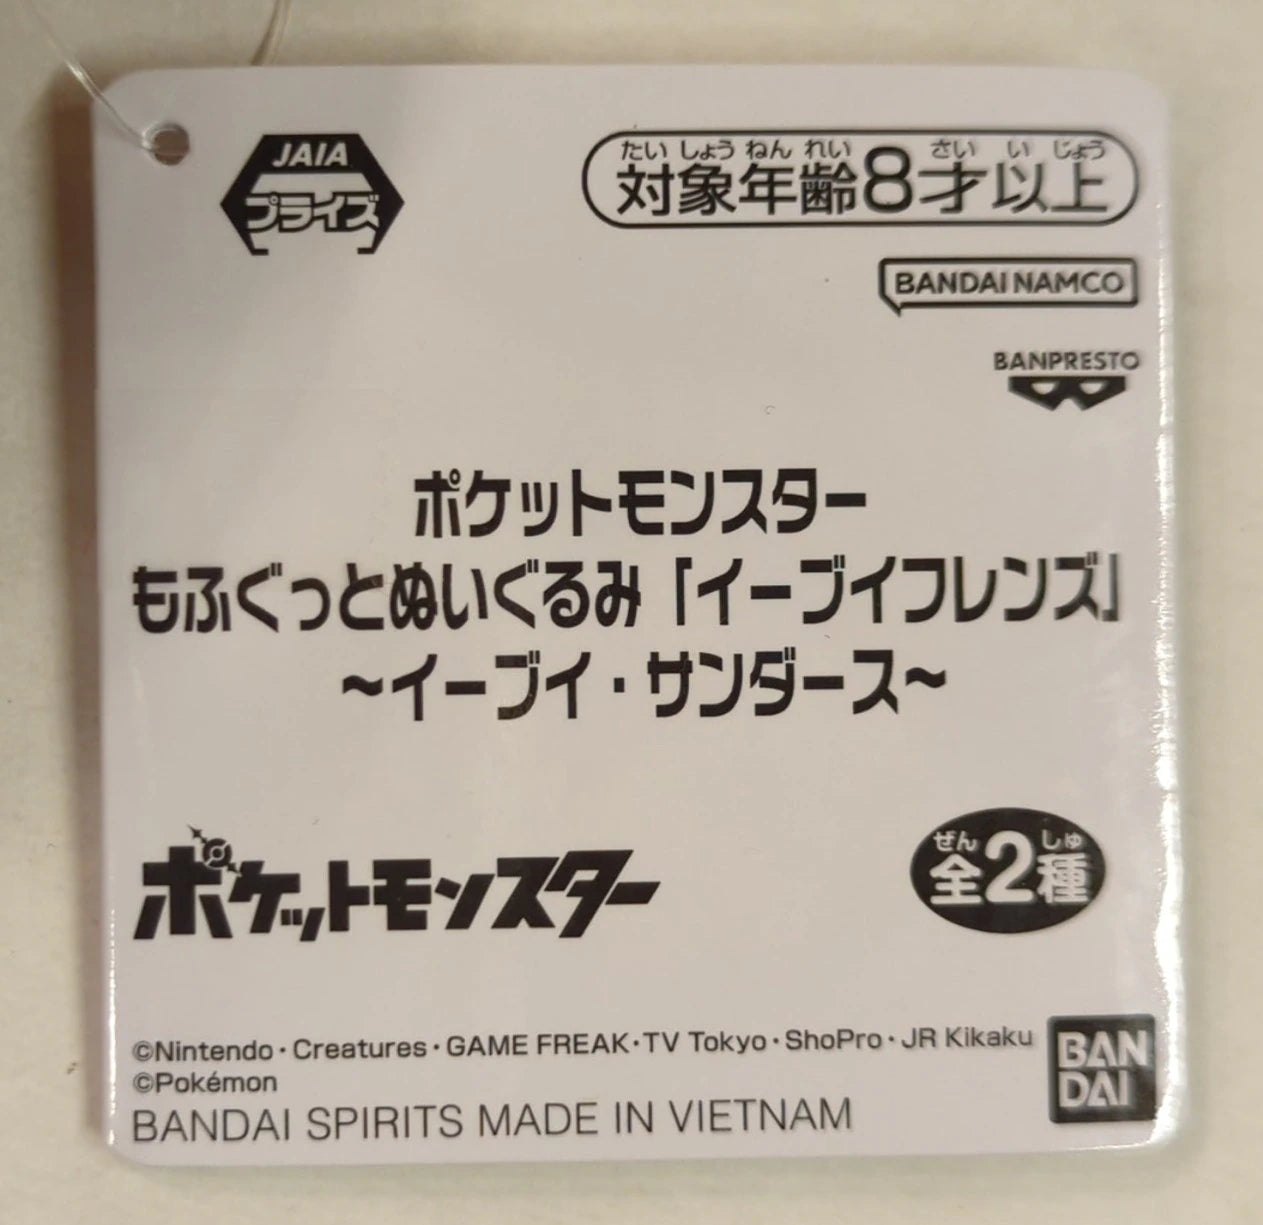 JAIA
プライズ
たいしょうねんれい さい いじょう
対象年齢8才以上
BANDAI NAMCO
BANPRESTO
ポケットモンスター
もふぐっとぬいぐるみ「イーブイフレンズ」
～イーブイ・サンダース～
ポケットモンスター
ぜん しゅ
全2種
©Nintendo・Creatures・GAME FREAK・TV Tokyo・ShoPro・JR Kikaku
©Pokémon
BANDAI SPIRITS MADE IN VIETNAM
BAN
DAI